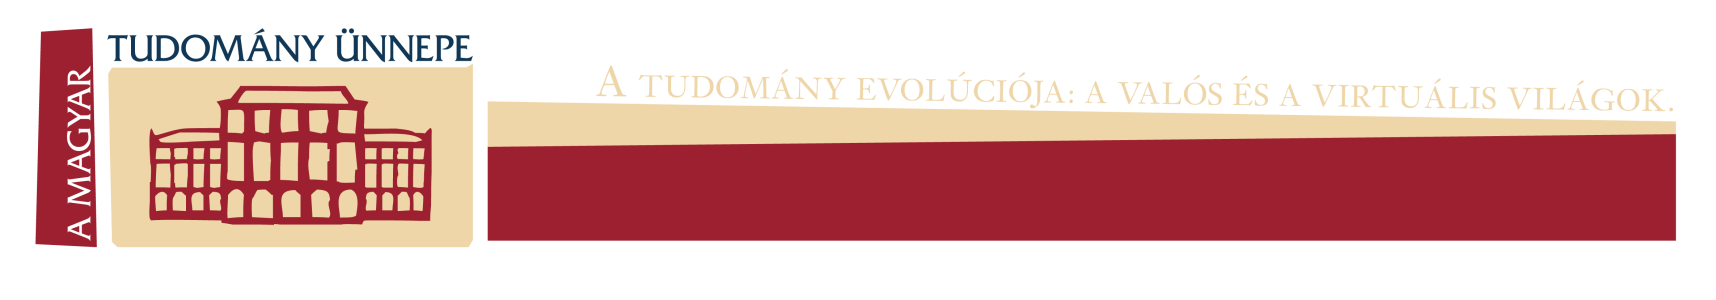 A MAGYAR
TUDOMÁNY ÜNNEPE
A TUDOMÁNY EVOLÚCIÓJA: A VALÓS ÉS A VIRTUÁLIS VILÁGOK.